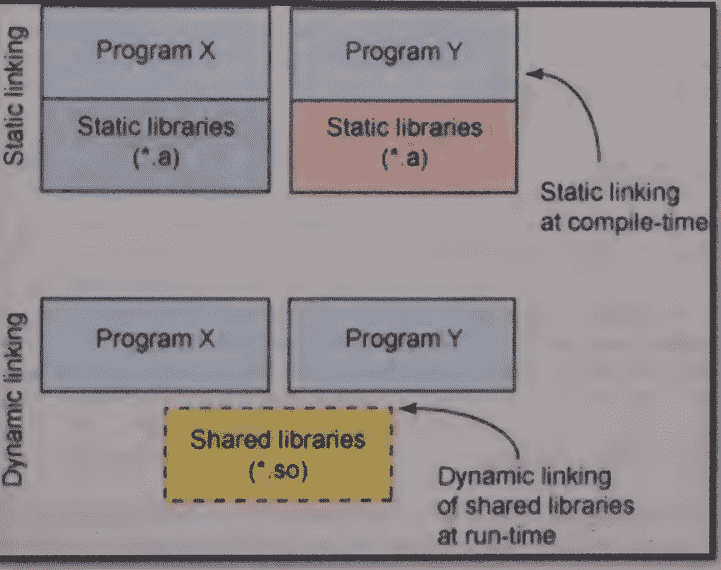 Static linking
Program X
Program Y
Static libraries
(*.a)
Static libraries
(*.a)
Static linking
at compile-time
Dynamic linking
Program X
Program Y
Shared libraries
(*.so)
Dynamic linking
of shared libraries
at run-time